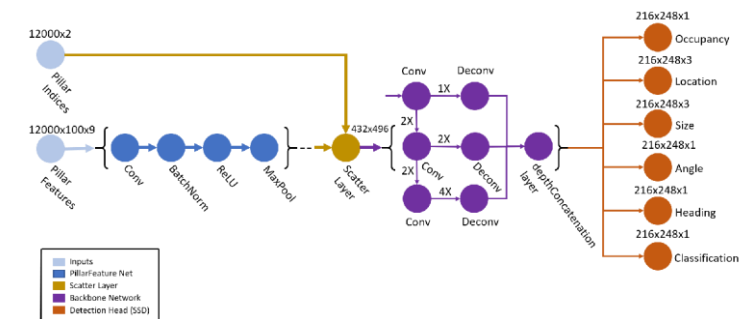 12000x2
Pillar
Indices
12000x100x9
Pillar
Features
Conv
BatchNorm
ReLU
MaxPool
Scatter
Layer
432x496
Conv
Deconv
1X
2X
2X
Conv
Deconv
2X
4X
Conv
Deconv
depthConcatenation
layer
216x248x1
Occupancy
216x248x3
Location
216x248x3
Size
216x248x1
Angle
216x248x1
Heading
216x248x1
Classification
Inputs
PillarFeature Net
Scatter Layer
Backbone Network
Detection Head (SSD)